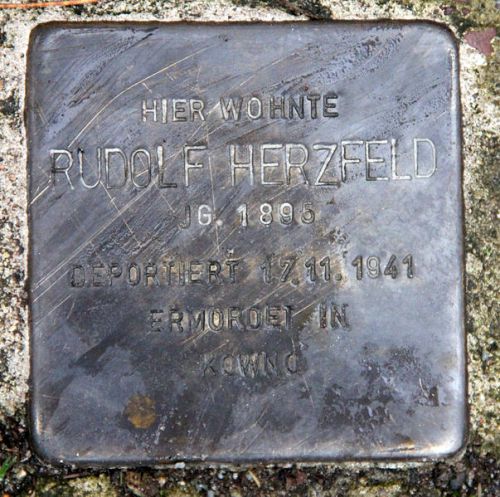 HIER WOHNTE
RUDOLF HERZFELD
JG. 1895
DEPORTIERT 17.11.1941
ERMORDET IN
KOWNO